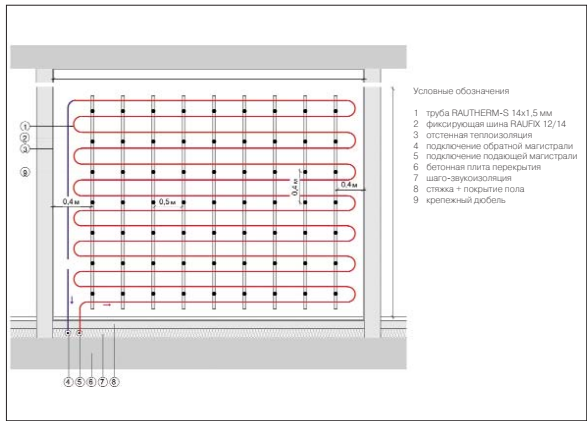 Условные обозначения
1 труба RAUTHERM-S 14x1,5 мм
2 фиксирующая шина RAUFIX 12/14
3 отстенная теплоизоляция
4 подключение обратной магистрали
5 подключение подающей магистрали
6 бетонная плита перекрытия
7 шаго-звукоизоляция
8 стяжка + покрытие пола
9 крепежный дюбель
1
2
3
9
0,4 м
0,5 м
0,4 м
0,4 м
4 5 6 7 8